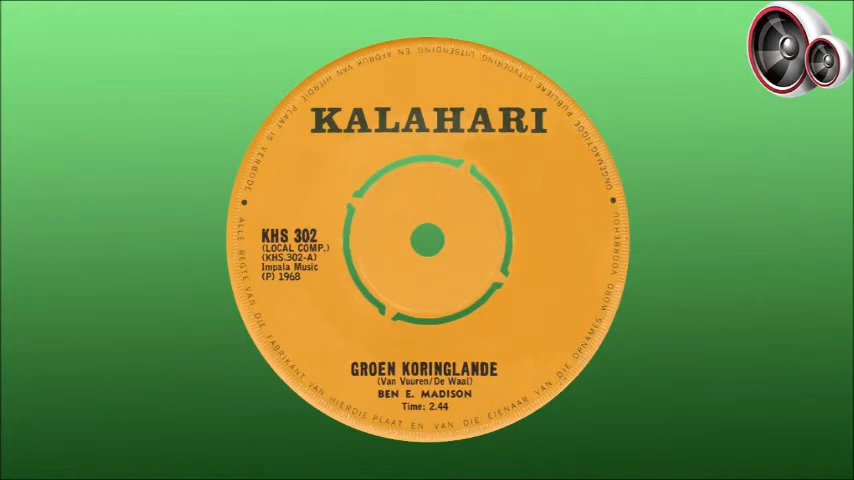 KALAHARI
KHS 302
(LOCAL COMP.)
(KHS.302-A)
Impala Music
(P) 1968
GROEN KORINGLANDE
(Van Vuuren/De Waal)
BEN E. MADISON
Time: 2.44
ALLE REGTE VAN DIE FABRIKANT VAN HIERDIE PLAAT EN VAN DIE EIENAAR VAN DIE OPNAMES WORD VOORBEHOU
ONGEMAGTIGDE PUBLIEKE UITVOERING UITSENDING EN AFDRUK VAN HIERDIE PLAAT IS VERBODE